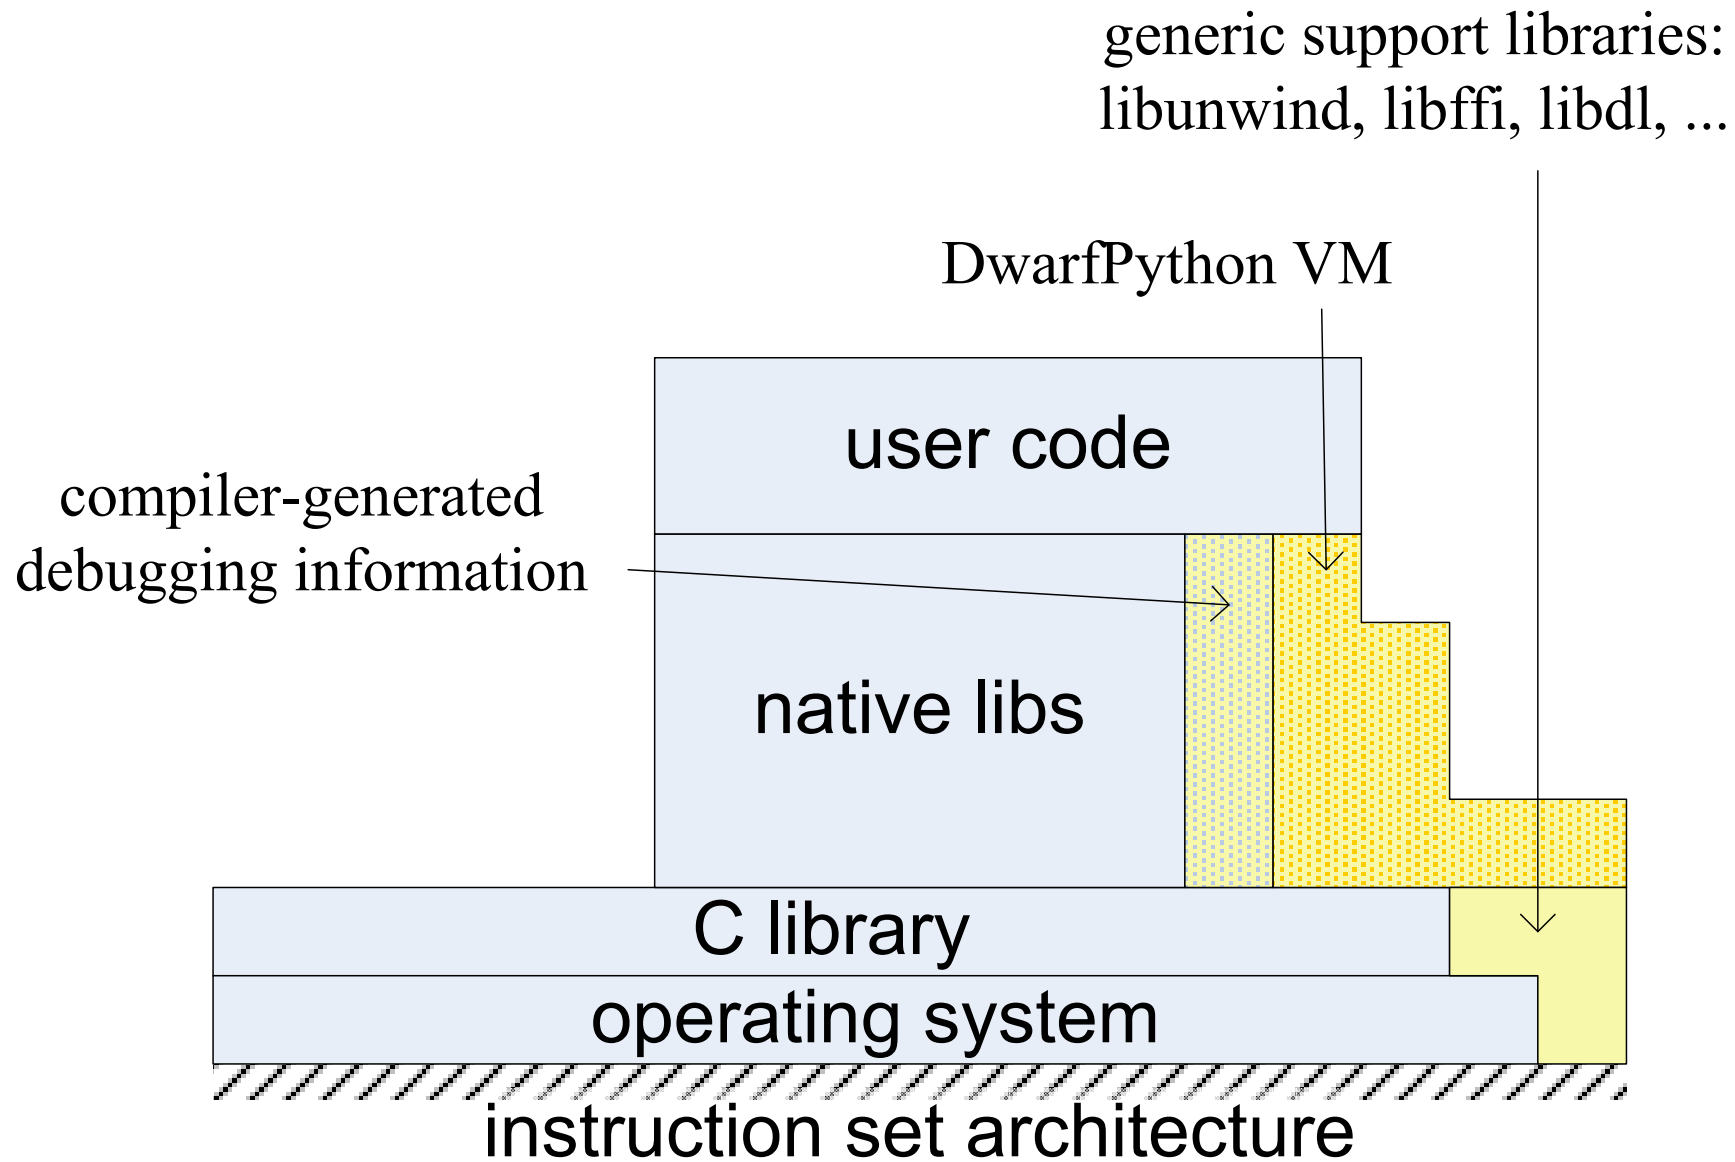 generic support libraries:
libunwind, libffi, libdl, ...
DwarfPython VM
user code
compiler-generated
debugging information
native libs
C library
operating system
instruction set architecture